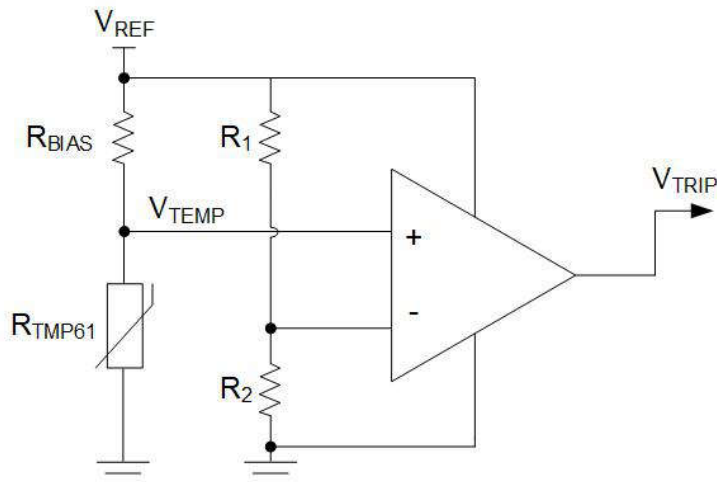 VREF
RBIAS
R1
VTEMP
VTRIP
+
-
RTMP61
R2